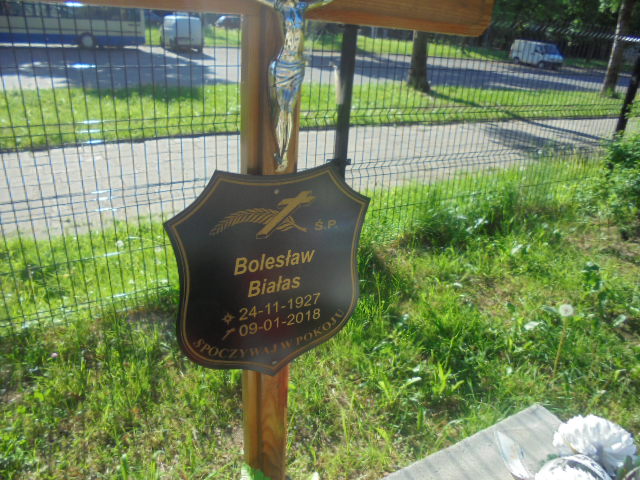 Ś.P.
Bolesław
Białas
24-11-1927
09-01-2018
SPOCZYWAJ W POKOJU